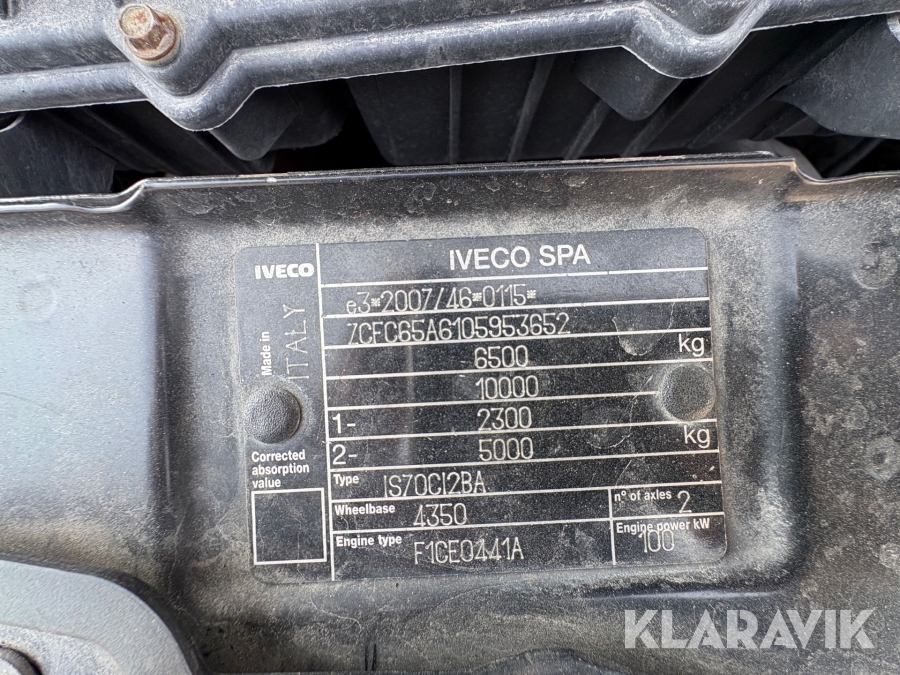 IVECO
IVECO SPA
Made in
ITALY
e3*2007/46*0115*
ZCFC65A6105953652
6500 kg
10000
1- 2300
2- 5000 kg
Corrected
absorption
value
Type IS70CI2BA
Wheelbase 4350
n° of axles 2
Engine type F1CE0441A
Engine power kW 100
KLARAVIK